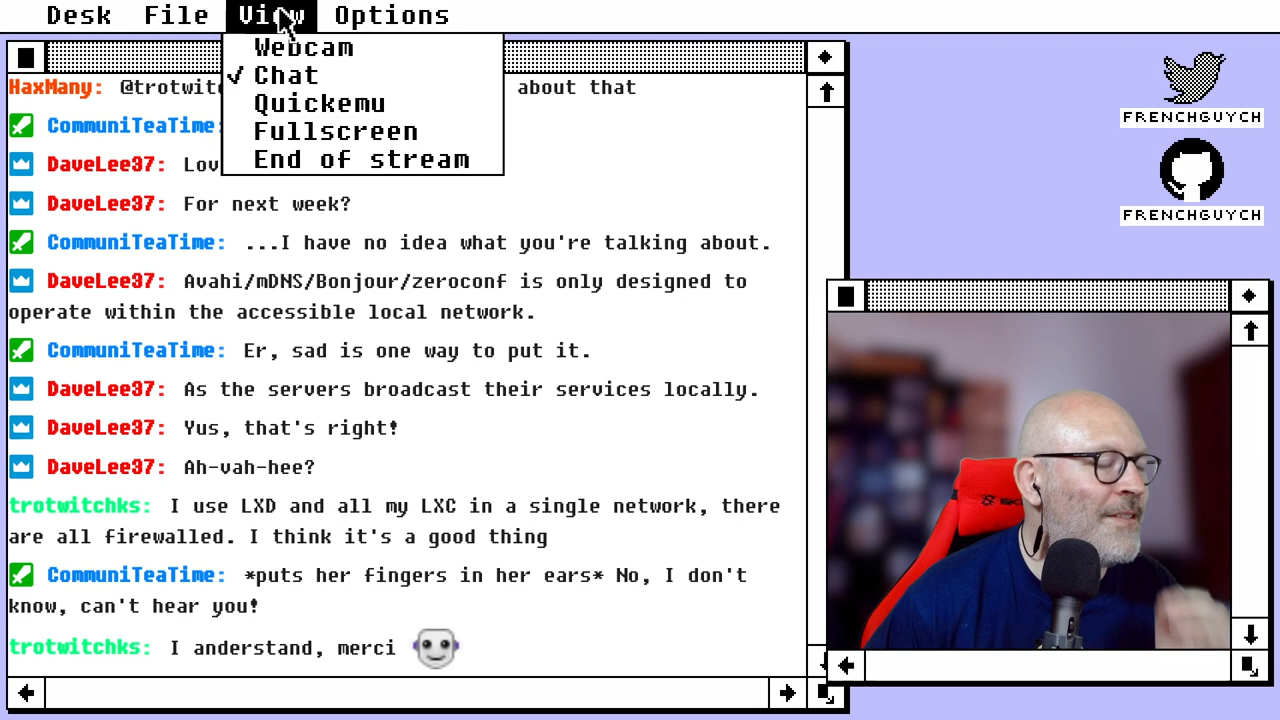 Desk File View Options
Webcam
Chat
Quickemu
Fullscreen
End of stream
HaxMany: about that
CommuniTeaTime:
DaveLee37:
DaveLee37: For next week?
CommuniTeaTime: ...I have no idea what you're talking about.
DaveLee37: Avahi/mDNS/Bonjour/zeroconf is only designed to
operate within the accessible local network.
CommuniTeaTime: Er, sad is one way to put it.
DaveLee37: As the servers broadcast their services locally.
DaveLee37: Yus, that's right!
DaveLee37: Ah-vah-hee?
trotwitchks: I use LXD and all my LXC in a single network, there
are all firewalled. I think it's a good thing
CommuniTeaTime: *puts her fingers in her ears* No, I don't
know, can't hear you!
trotwitchks: I anderstand, merci
FRENCHGUYCH
FRENCHGUYCH